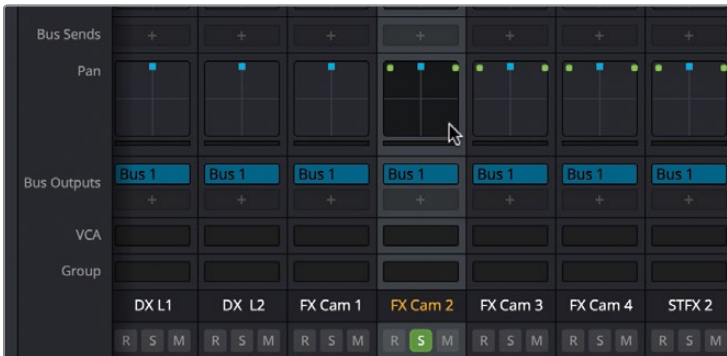 Bus Sends + + + + + + +
Pan
Bus Outputs Bus 1 Bus 1 Bus 1 Bus 1 Bus 1 Bus 1 Bus 1
+ + + + + + +
VCA
Group
DX L1 DX L2 FX Cam 1 FX Cam 2 FX Cam 3 FX Cam 4 STFX 2
R S M R S M R S M R S M R S M R S M R S M